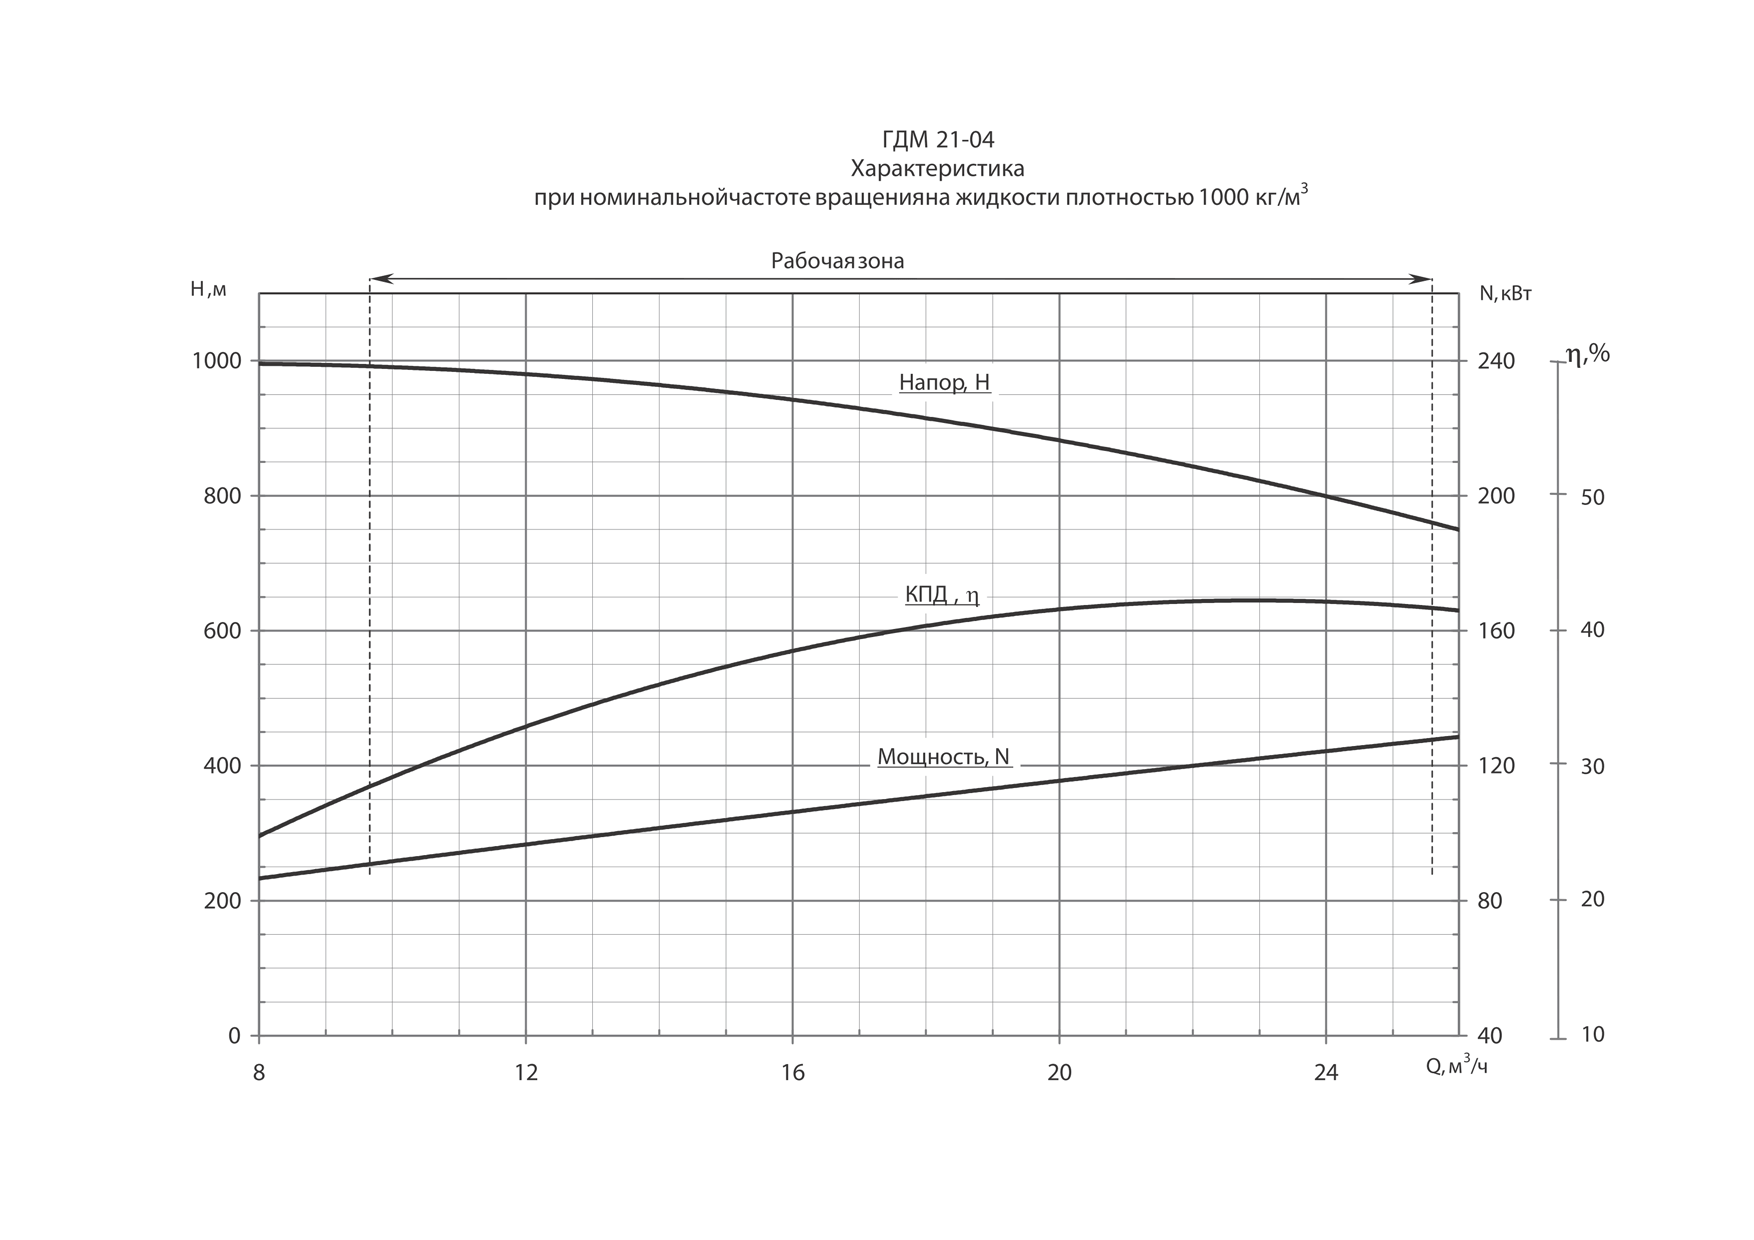 ГДМ 21-04
Характеристика
при номинальнойчастоте вращенияна жидкости плотностью 1000 кг/м³
Рабочаязона
Н,м
N,кВт
η,%
1000
240
Напор, Н
800
200
50
КПД , η
600
160
40
Мощность, N
400
120
30
200
80
20
0
40
10
8
12
16
20
24
Q,м³/ч